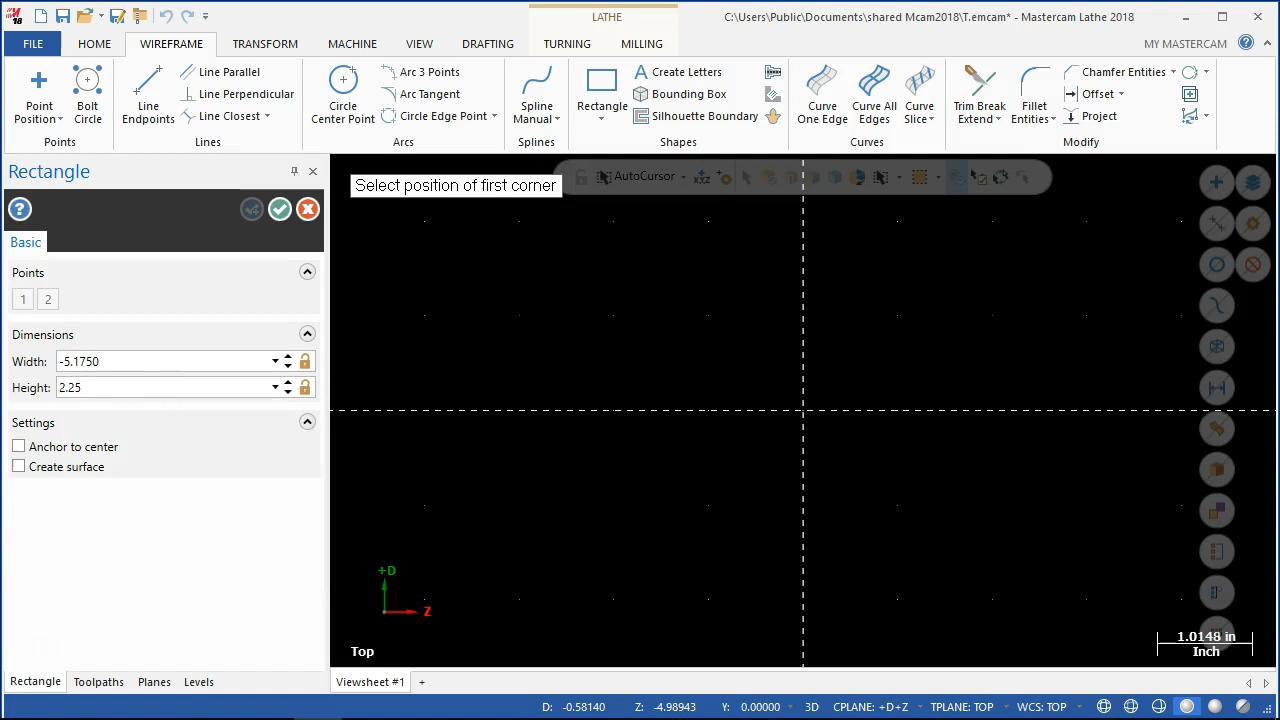 18
LATHE
C:\Users\Public\Documents\shared Mcam2018\T.emcam* - Mastercam Lathe 2018
FILE
HOME
WIREFRAME
TRANSFORM
MACHINE
VIEW
DRAFTING
TURNING
MILLING
MY MASTERCAM
Point
Position
Bolt
Circle
Points
Line
Endpoints
Line Parallel
Line Perpendicular
Line Closest
Lines
Circle
Center Point
Arc 3 Points
Arc Tangent
Circle Edge Point
Arcs
Spline
Manual
Splines
Rectangle
Create Letters
Bounding Box
Silhouette Boundary
Shapes
Curve
One Edge
Curve All
Edges
Curve
Slice
Curves
Trim Break
Extend
Fillet
Entities
Chamfer Entities
Offset
Project
Modify
Rectangle
Basic
Points
1 2
Dimensions
Width: -5.1750
Height: 2.25
Settings
Anchor to center
Create surface
Select position of first corner
AutoCursor
XYZ
+D
Z
Top
1.0148 in
Inch
Rectangle
Toolpaths
Planes
Levels
Viewsheet #1
+
D: -0.58140
Z: -4.98943
Y: 0.00000
3D
CPLANE: +D+Z
TPLANE: TOP
WCS: TOP